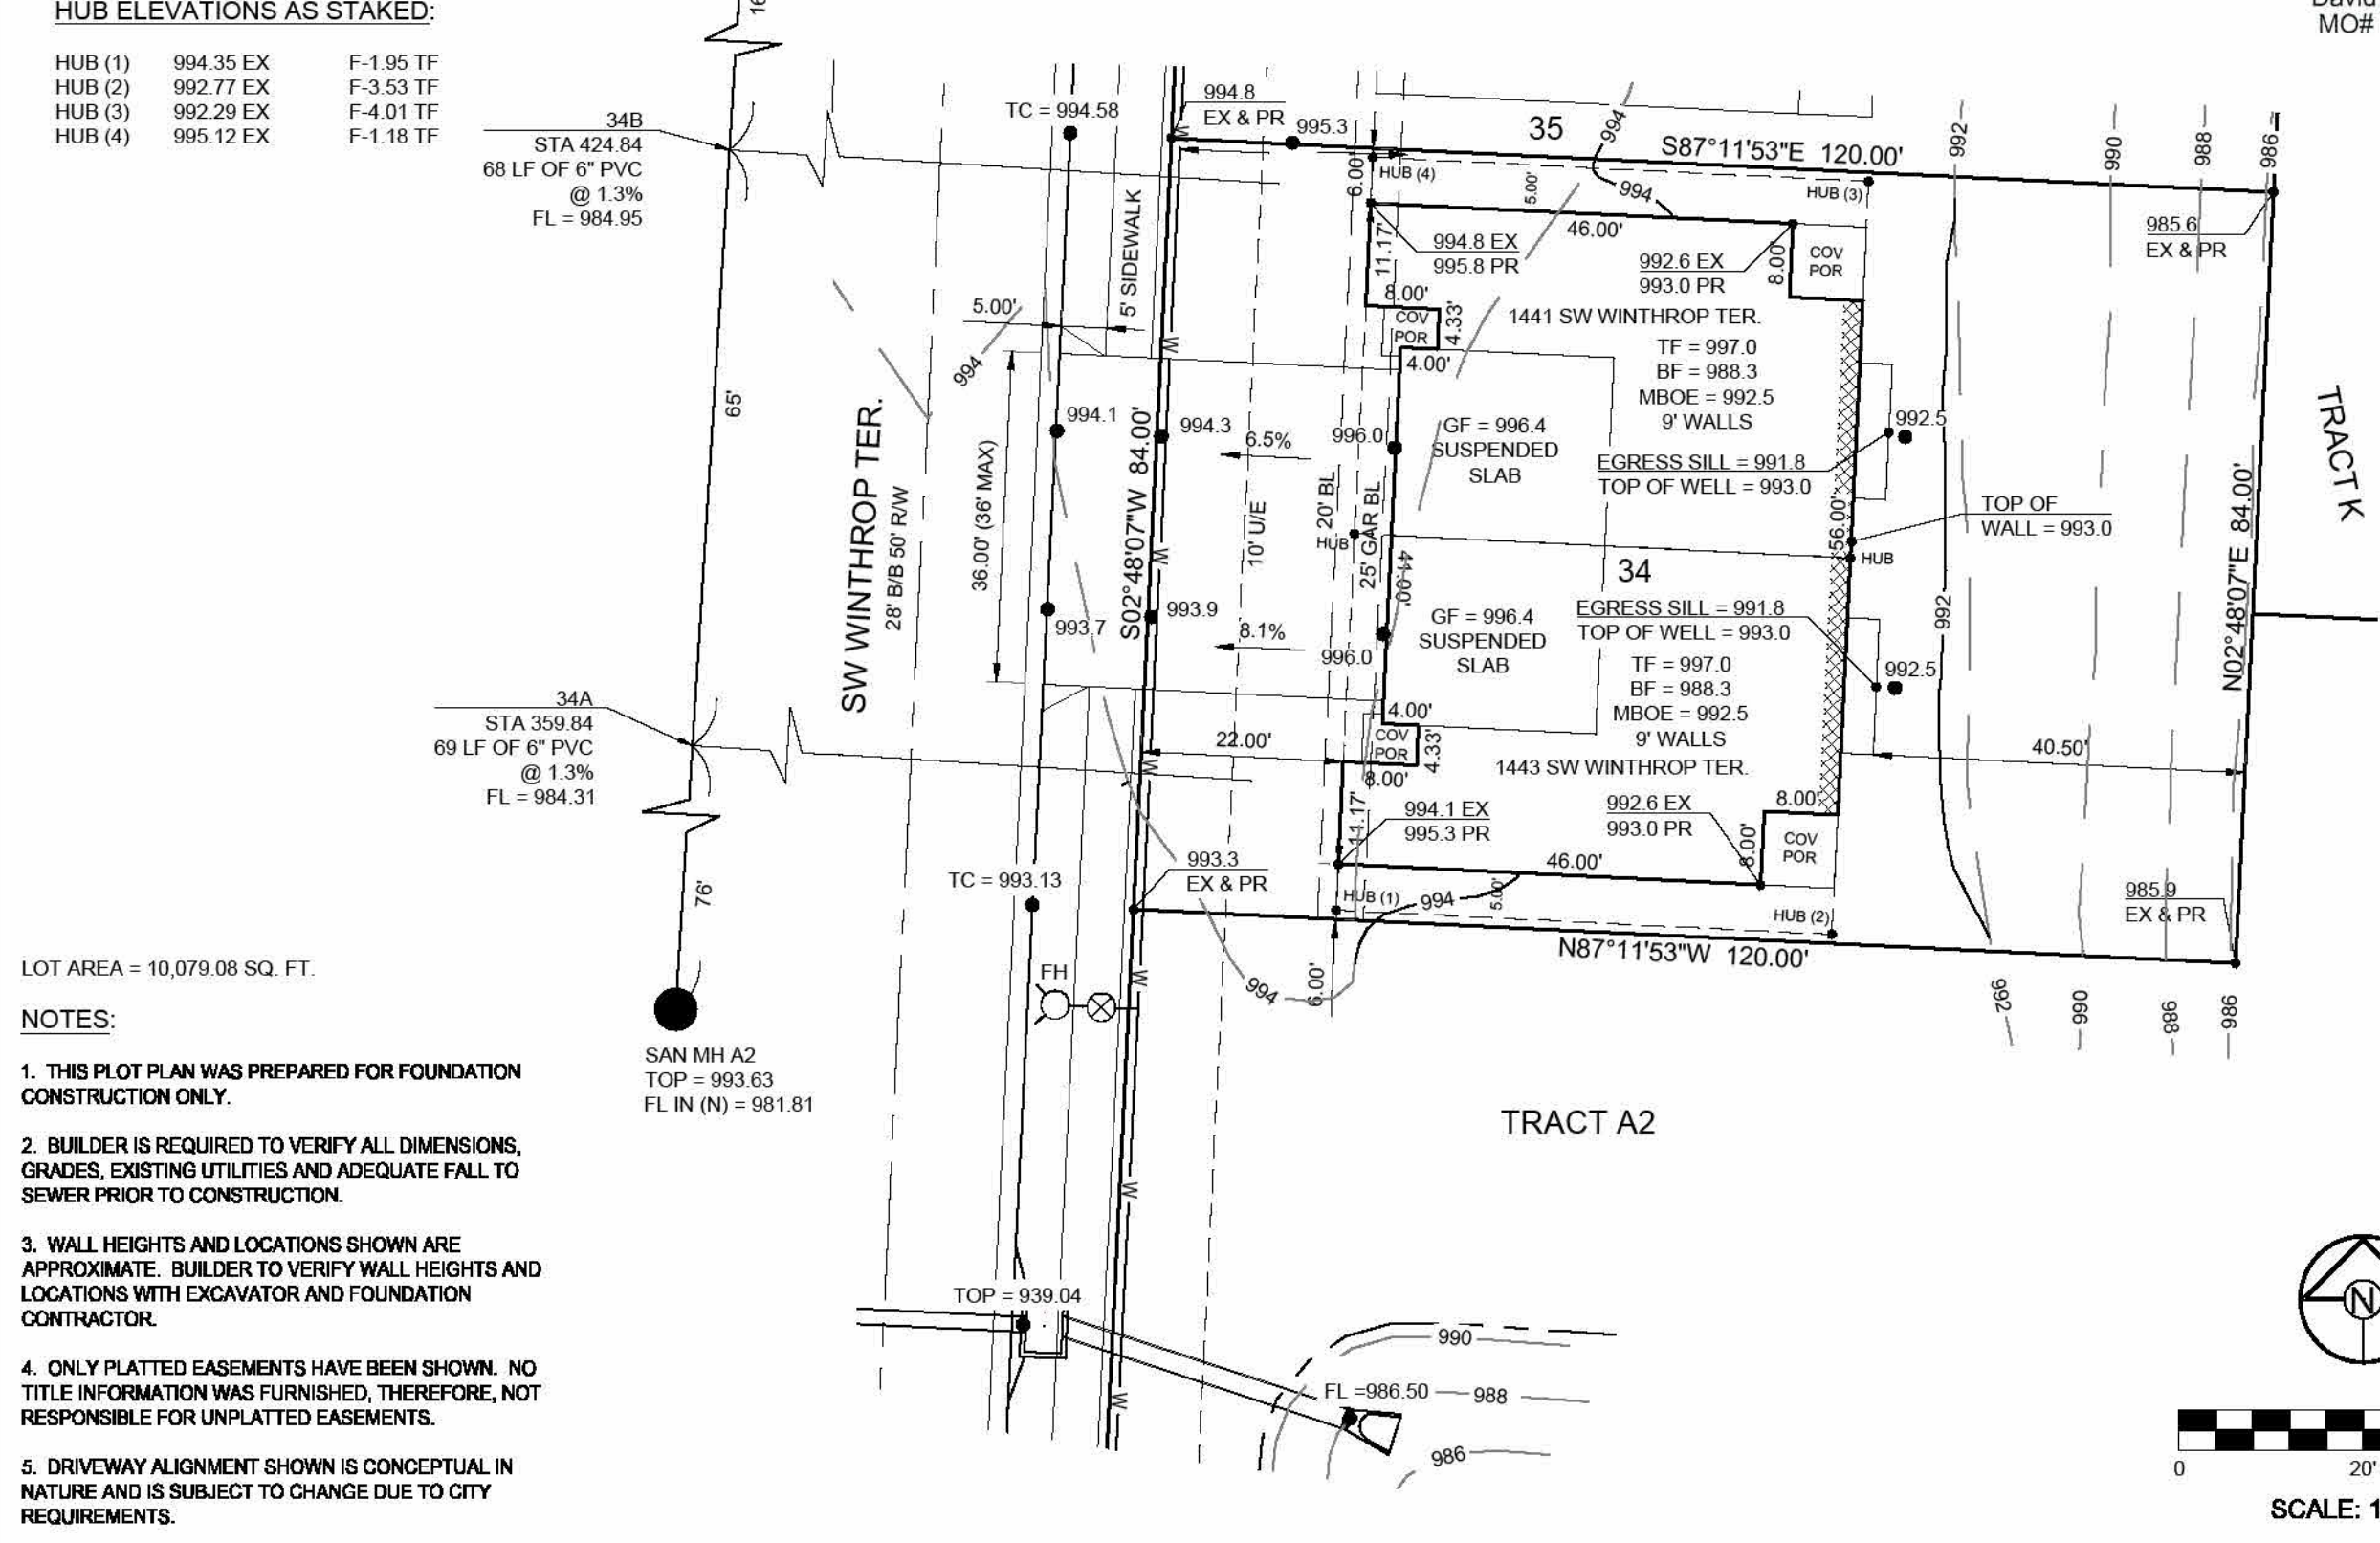 HUB ELEVATIONS AS STAKED:
HUB (1) 994.35 EX F-1.95 TF
HUB (2) 992.77 EX F-3.53 TF
HUB (3) 992.29 EX F-4.01 TF
HUB (4) 995.12 EX F-1.18 TF
David
MO#
34B
STA 424.84
68 LF OF 6" PVC
@ 1.3%
FL = 984.95
TC = 994.58
994.8
EX & PR
995.3
35
994
S87°11'53"E 120.00'
992
990
988
986
6.00'
HUB (4)
5.00'
994
HUB (3)
985.6
EX & PR
5' SIDEWALK
11.17'
994.8 EX
995.8 PR
46.00'
992.6 EX
993.0 PR
8.00'
COV
POR
5.00'
994
8.00'
COV
POR
4.33'
4.00'
1441 SW WINTHROP TER.
TF = 997.0
BF = 988.3
MBOE = 992.5
9' WALLS
65'
SW WINTHROP TER.
28' B/B 50' R/W
36.00' (36' MAX)
994.1
S02°48'07"W 84.00'
994.3
6.5%
996.0
GF = 996.4
SUSPENDED
SLAB
EGRESS SILL = 991.8
TOP OF WELL = 993.0
992.5
TRACT K
10' U/E
20' BL
HUB
25' GAR BL
44.00'
56.00'
HUB
TOP OF
WALL = 993.0
N02°48'07"E 84.00'
34
993.7
993.9
8.1%
996.0
GF = 996.4
SUSPENDED
SLAB
EGRESS SILL = 991.8
TOP OF WELL = 993.0
TF = 997.0
BF = 988.3
MBOE = 992.5
9' WALLS
1443 SW WINTHROP TER.
992.5
992
34A
STA 359.84
69 LF OF 6" PVC
@ 1.3%
FL = 984.31
22.00'
4.00'
COV
POR
4.33'
8.00'
40.50'
11.17'
994.1 EX
995.3 PR
992.6 EX
993.0 PR
8.00'
8.00'
COV
POR
46.00'
76'
TC = 993.13
993.3
EX & PR
HUB (1)
994
5.00'
HUB (2)
985.9
EX & PR
N87°11'53"W 120.00'
6.00'
994
992
990
988
986
FH
SAN MH A2
TOP = 993.63
FL IN (N) = 981.81
TRACT A2
W
W
W
W
W
W
W
W
TOP = 939.04
990
FL =986.50
988
986
N
0 20'
SCALE: 1
LOT AREA = 10,079.08 SQ. FT.
NOTES:
1. THIS PLOT PLAN WAS PREPARED FOR FOUNDATION
CONSTRUCTION ONLY.
2. BUILDER IS REQUIRED TO VERIFY ALL DIMENSIONS,
GRADES, EXISTING UTILITIES AND ADEQUATE FALL TO
SEWER PRIOR TO CONSTRUCTION.
3. WALL HEIGHTS AND LOCATIONS SHOWN ARE
APPROXIMATE. BUILDER TO VERIFY WALL HEIGHTS AND
LOCATIONS WITH EXCAVATOR AND FOUNDATION
CONTRACTOR.
4. ONLY PLATTED EASEMENTS HAVE BEEN SHOWN. NO
TITLE INFORMATION WAS FURNISHED, THEREFORE, NOT
RESPONSIBLE FOR UNPLATTED EASEMENTS.
5. DRIVEWAY ALIGNMENT SHOWN IS CONCEPTUAL IN
NATURE AND IS SUBJECT TO CHANGE DUE TO CITY
REQUIREMENTS.